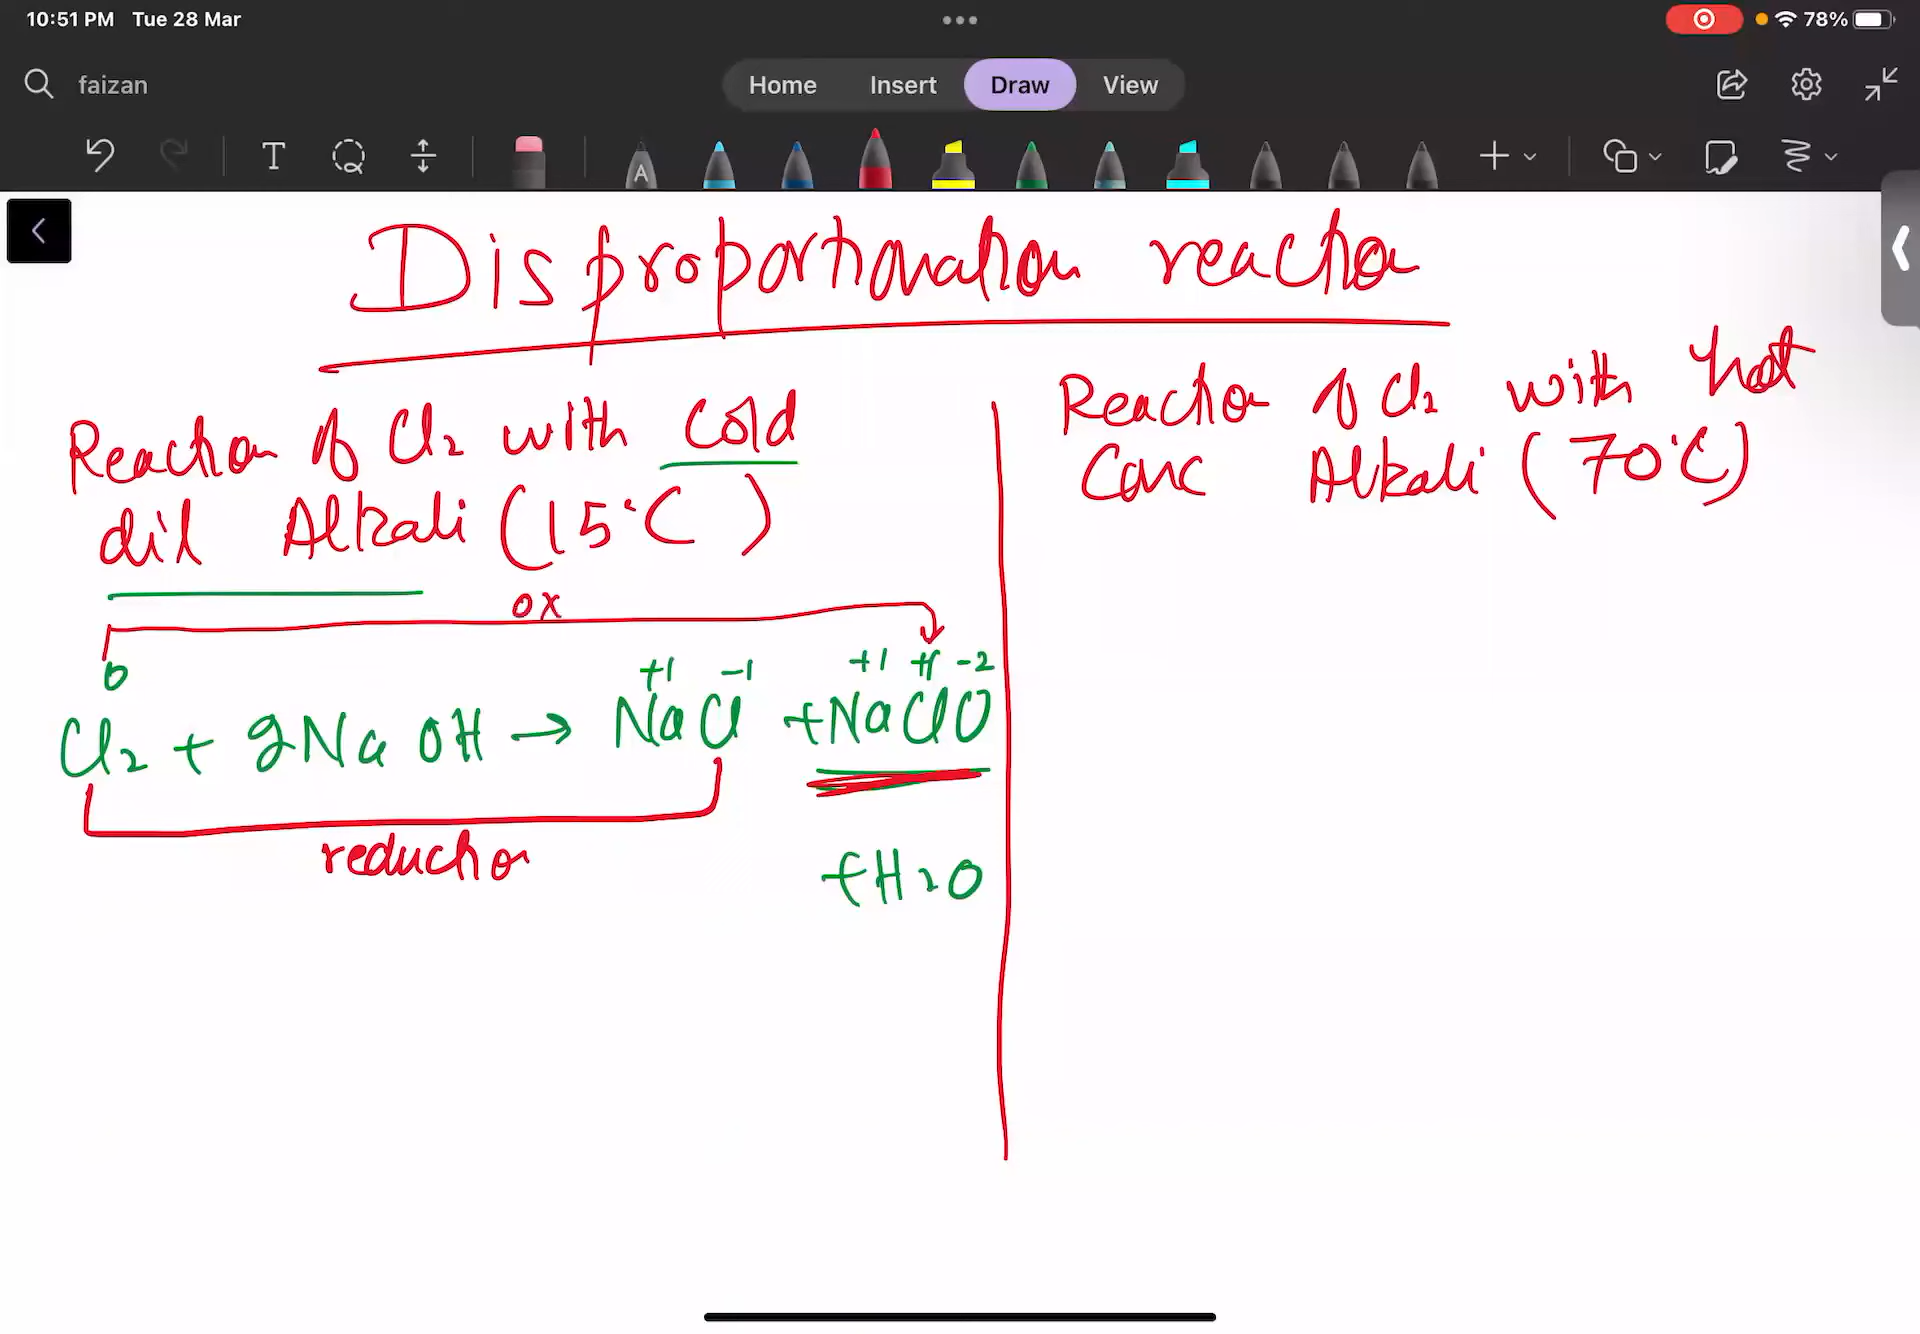 10:51 PM Tue 28 Mar
78%
faizan
Home Insert Draw View
T
A
Disproportionation reaction
Reaction of Cl2 with cold
dil Alkali (15°C)
ox
0 +1 -1 +1 +1 -2
Cl2 + 2NaOH → NaCl + NaClO
reduction
+H2O
Reaction of Cl2 with hot
Conc Alkali (70°C)